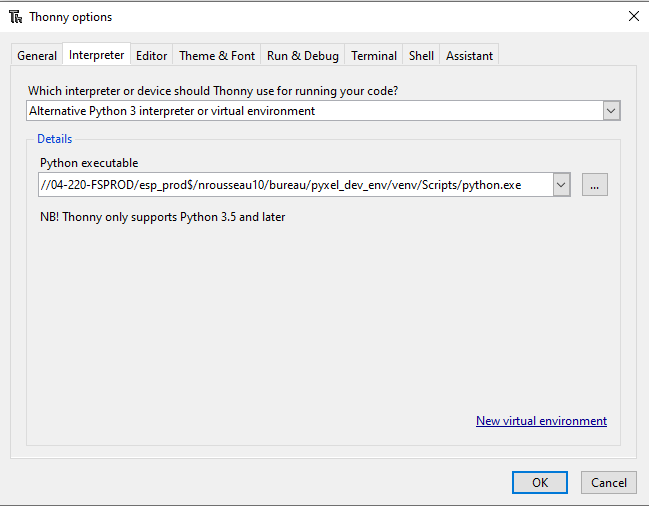 Thonny options
General Interpreter Editor Theme & Font Run & Debug Terminal Shell Assistant
Which interpreter or device should Thonny use for running your code?
Alternative Python 3 interpreter or virtual environment
Details
Python executable
//04-220-FSPROD/esp_prod$/nrousseau10/bureau/pyxel_dev_env/venv/Scripts/python.exe
...
NB! Thonny only supports Python 3.5 and later
New virtual environment
OK Cancel